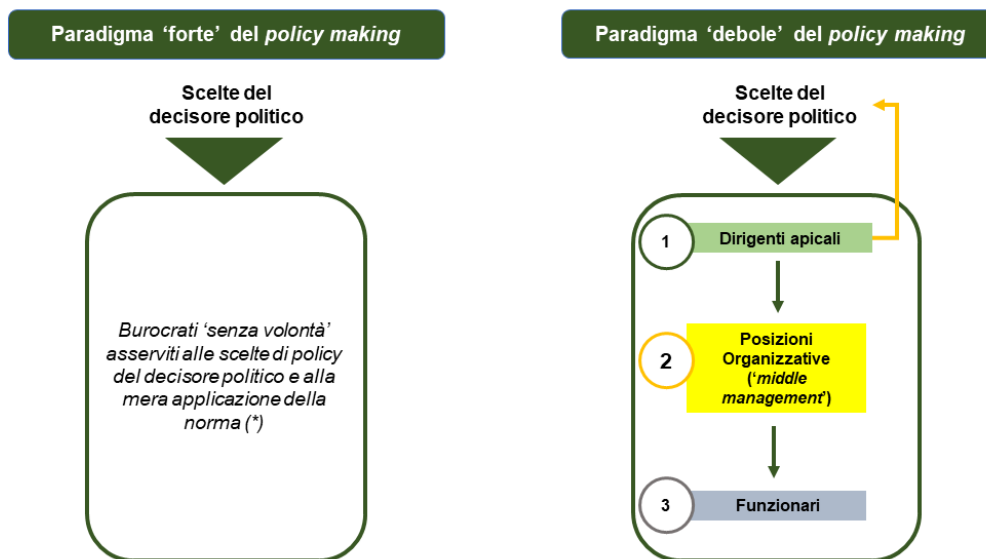 Paradigma ‘forte’ del policy making
Scelte del
decisore politico
Burocrati ‘senza volontà’
asserviti alle scelte di policy
del decisore politico e alla
mera applicazione della
norma (*)
Paradigma ‘debole’ del policy making
Scelte del
decisore politico
1
Dirigenti apicali
2
Posizioni
Organizzative
(‘middle
management’)
3
Funzionari